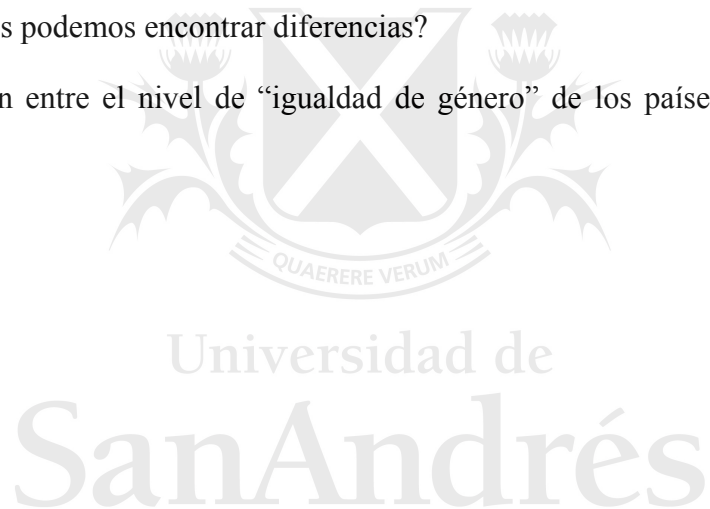 s podemos encontrar diferencias?
n entre el nivel de “igualdad de género” de los paíse
QUAERERE VERUM
Universidad de
SanAndrés